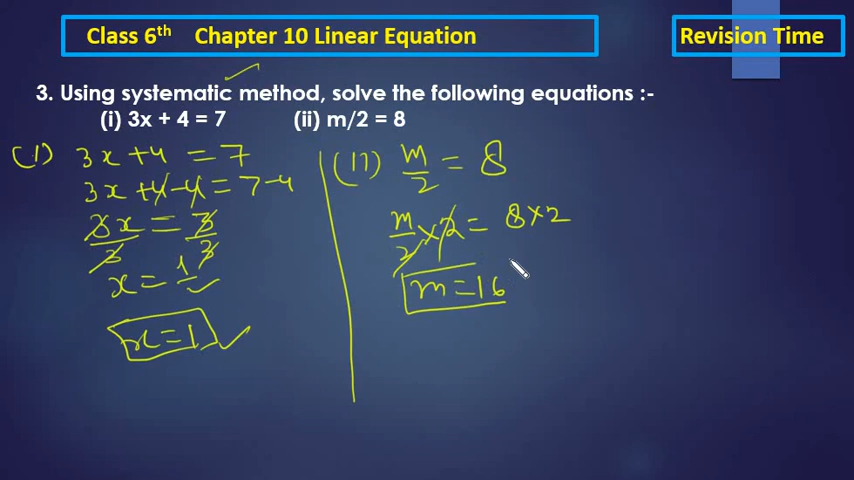 Class 6th Chapter 10 Linear Equation
Revision Time
3. Using systematic method, solve the following equations :-
(i) 3x + 4 = 7 (ii) m/2 = 8
(1) 3x+4 = 7
3x+4-4 = 7-4
3x/3 = 3/3
x = 1
x=1
(11) m/2 = 8
m/2 × 2 = 8×2
m=16